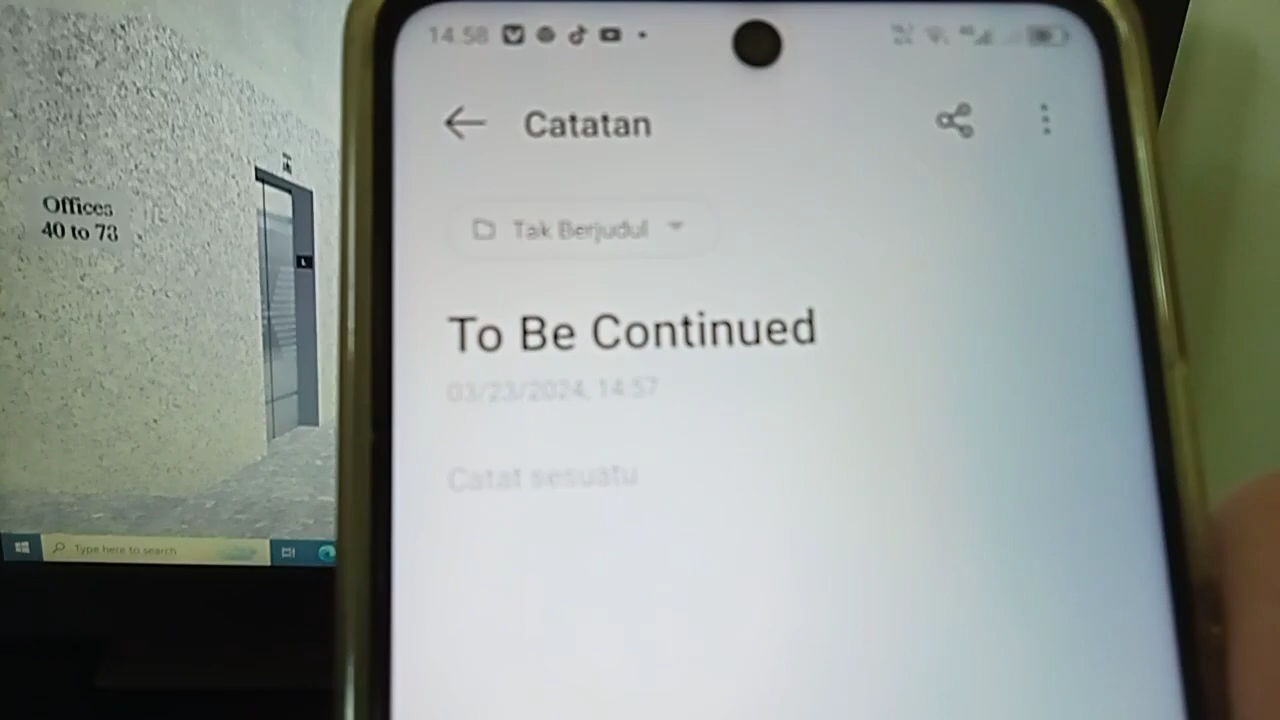 14:58
Catatan
Tak Berjudul
To Be Continued
03/23/2024, 14:57
Catat sesuatu
Offices
40 to 73
Type here to search